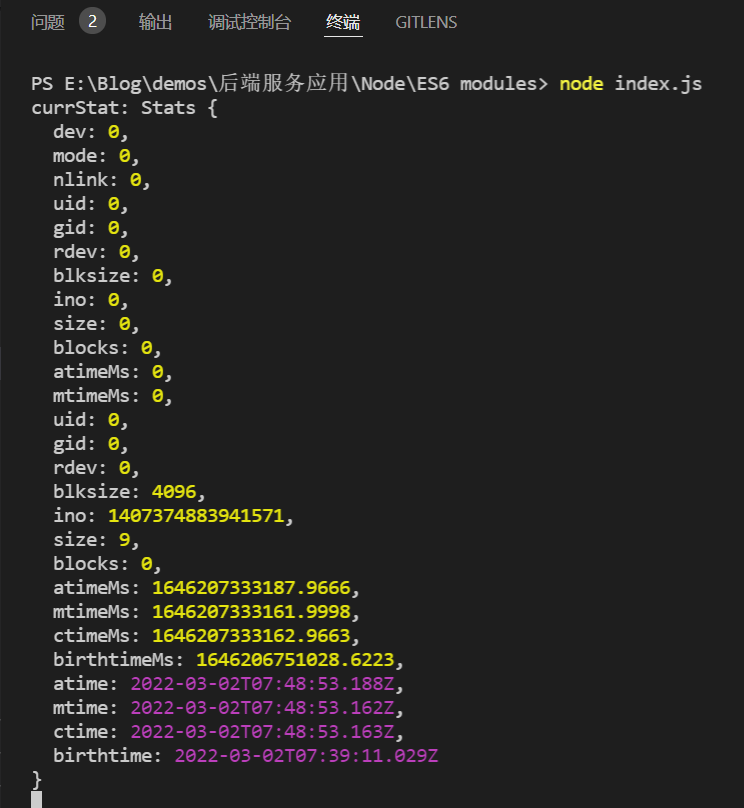 问题 2 输出 调试控制台 终端 GITLENS
PS E:\Blog\demos\后端服务应用\Node\ES6 modules> node index.js
currStat: Stats {
  dev: 0,
  mode: 0,
  nlink: 0,
  uid: 0,
  gid: 0,
  rdev: 0,
  blksize: 0,
  ino: 0,
  size: 0,
  blocks: 0,
  atimeMs: 0,
  mtimeMs: 0,
  uid: 0,
  gid: 0,
  rdev: 0,
  blksize: 4096,
  ino: 1407374883941571,
  size: 9,
  blocks: 0,
  atimeMs: 1646207333187.9666,
  mtimeMs: 1646207333161.9998,
  ctimeMs: 1646207333162.9663,
  birthtimeMs: 1646206751028.6223,
  atime: 2022-03-02T07:48:53.188Z,
  mtime: 2022-03-02T07:48:53.162Z,
  ctime: 2022-03-02T07:48:53.163Z,
  birthtime: 2022-03-02T07:39:11.029Z
}